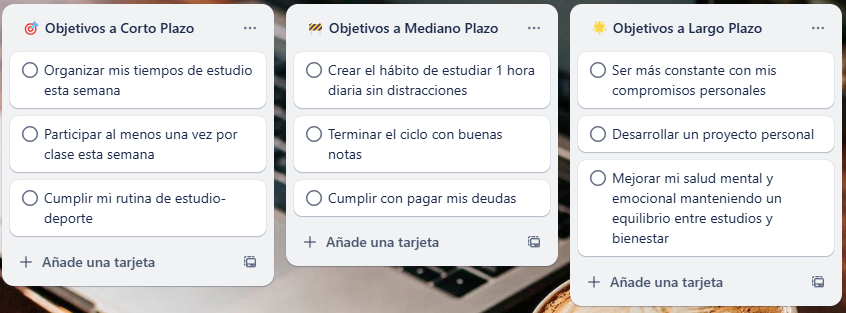 🎯 Objetivos a Corto Plazo
Organizar mis tiempos de estudio
esta semana
Participar al menos una vez por
clase esta semana
Cumplir mi rutina de estudio-
deporte
Añade una tarjeta
🚧 Objetivos a Mediano Plazo
Crear el hábito de estudiar 1 hora
diaria sin distracciones
Terminar el ciclo con buenas
notas
Cumplir con pagar mis deudas
Añade una tarjeta
🌟 Objetivos a Largo Plazo
Ser más constante con mis
compromisos personales
Desarrollar un proyecto personal
Mejorar mi salud mental y
emocional manteniendo un
equilibrio entre estudios y
bienestar
Añade una tarjeta